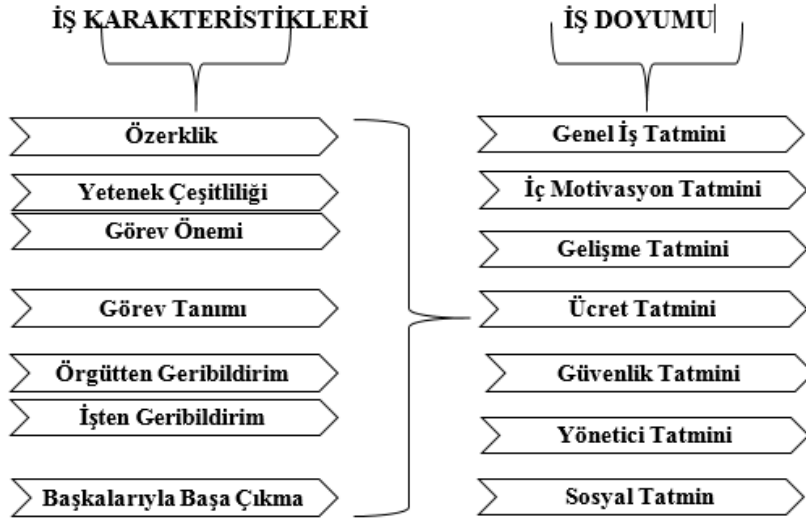 İŞ KARAKTERİSTİKLERİ
Özerklik
Yetenek Çeşitliliği
Görev Önemi
Görev Tanımı
Örgütten Geribildirim
İşten Geribildirim
Başkalarıyla Başa Çıkma
İŞ DOYUMU
Genel İş Tatmini
İç Motivasyon Tatmini
Gelişme Tatmini
Ücret Tatmini
Güvenlik Tatmini
Yönetici Tatmini
Sosyal Tatmin